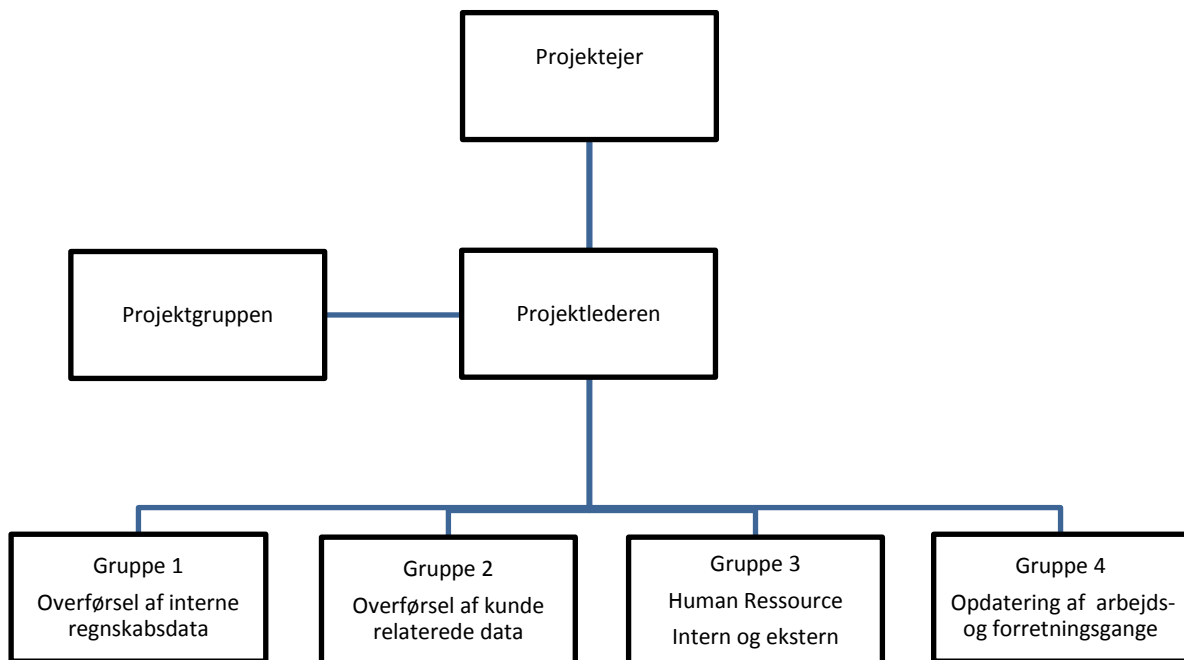 Projektejer
Projektgruppen
Projektlederen
Gruppe 1
Overførsel af interne
regnskabsdata
Gruppe 2
Overførsel af kunde
relaterede data
Gruppe 3
Human Ressource
Intern og ekstern
Gruppe 4
Opdatering af arbejds-
og forretningsgange